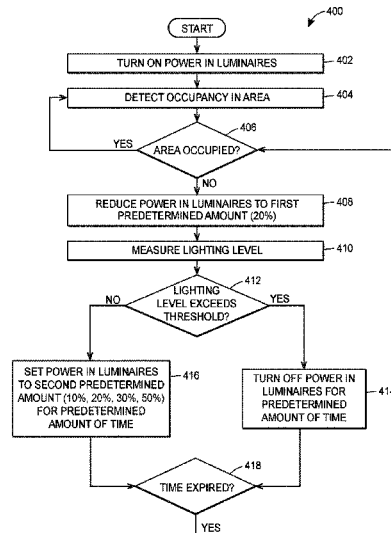 400
START
TURN ON POWER IN LUMINAIRES
402
DETECT OCCUPANCY IN AREA
404
406
YES
AREA OCCUPIED?
NO
REDUCE POWER IN LUMINAIRES TO FIRST
PREDETERMINED AMOUNT (20%)
408
MEASURE LIGHTING LEVEL
410
412
NO
LIGHTING
LEVEL EXCEEDS
THRESHOLD?
YES
SET POWER IN LUMINAIRES
TO SECOND PREDETERMINED
AMOUNT (10%, 20%, 30%, 50%)
FOR PREDETERMINED
AMOUNT OF TIME
416
TURN OFF POWER IN
LUMINAIRES FOR
PREDETERMINED
AMOUNT OF TIME
414
418
TIME EXPIRED?
YES